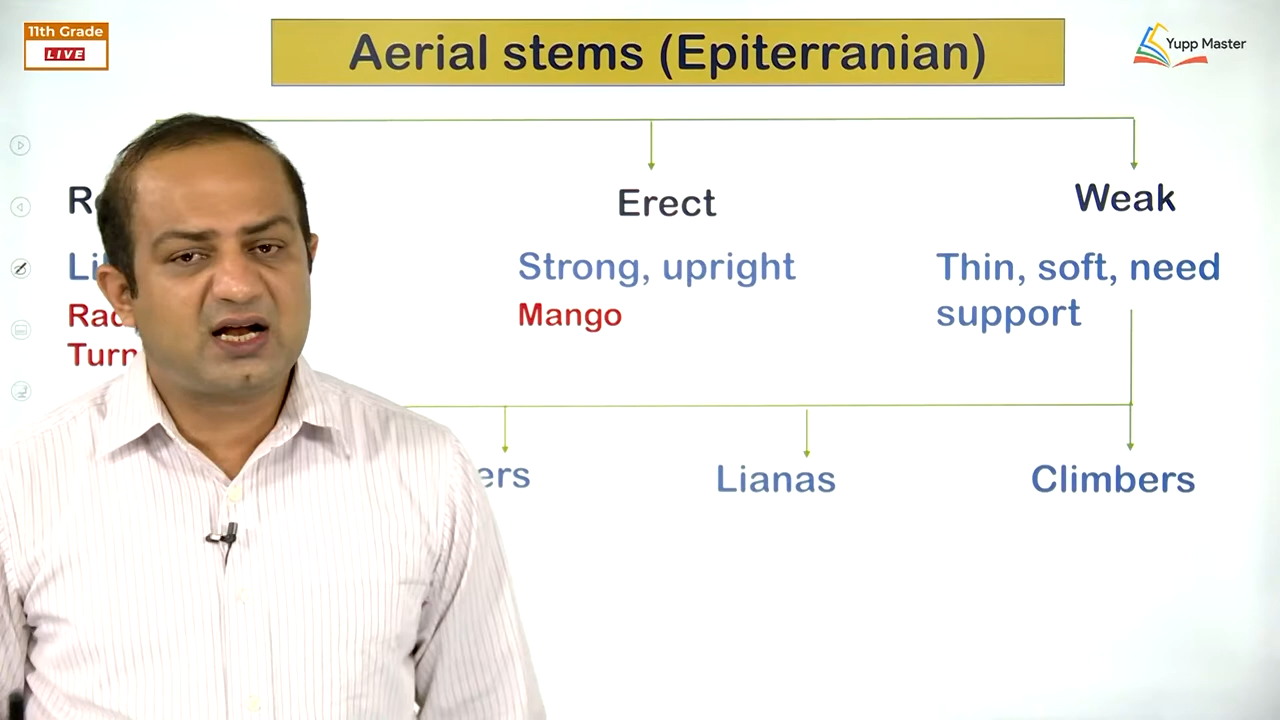 11th Grade
LIVE
Aerial stems (Epiterranian)
Yupp Master
Erect
Weak
Strong, upright
Thin, soft, need
support
Mango
Lianas
Climbers